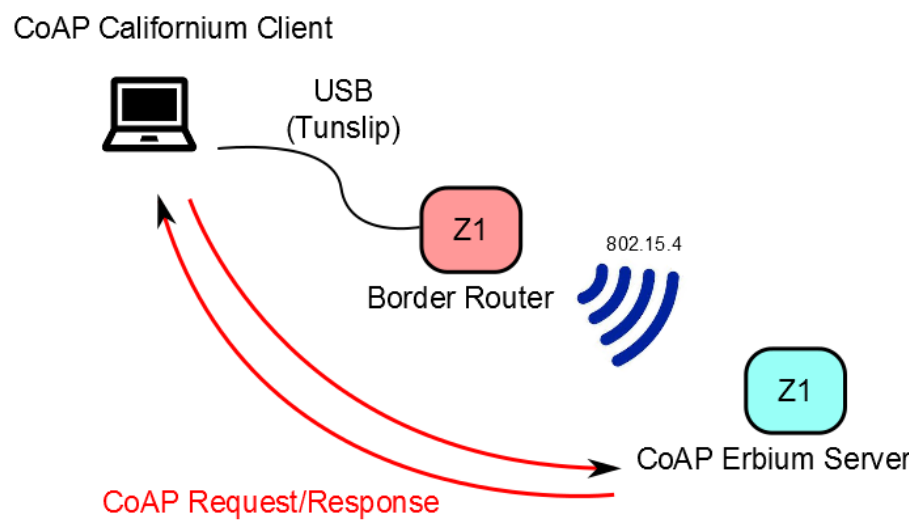 CoAP Californium Client
USB
(Tunslip)
Z1
802.15.4
Border Router
Z1
CoAP Erbium Server
CoAP Request/Response